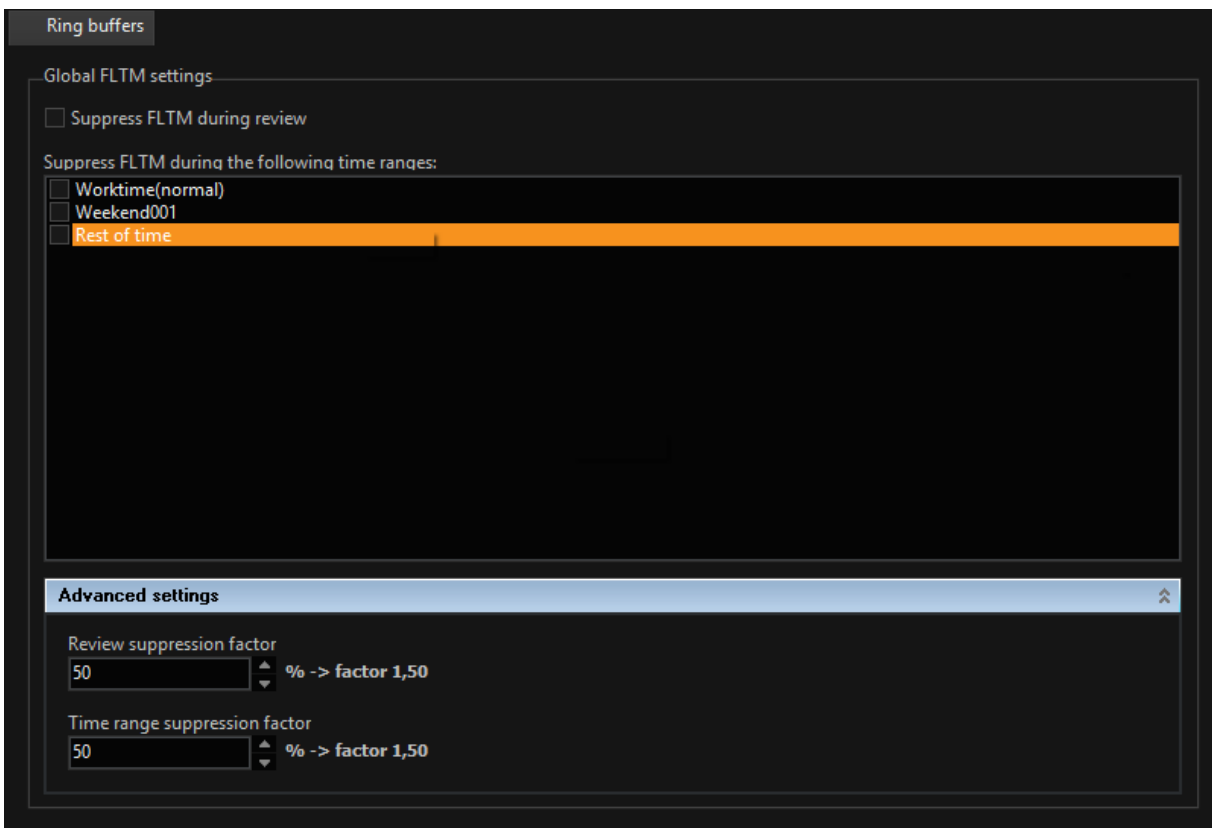 Ring buffers
Global FLTM settings
Suppress FLTM during review
Suppress FLTM during the following time ranges:
Worktime(normal)
Weekend001
Rest of time
Advanced settings
Review suppression factor
50 % -> factor 1,50
Time range suppression factor
50 % -> factor 1,50